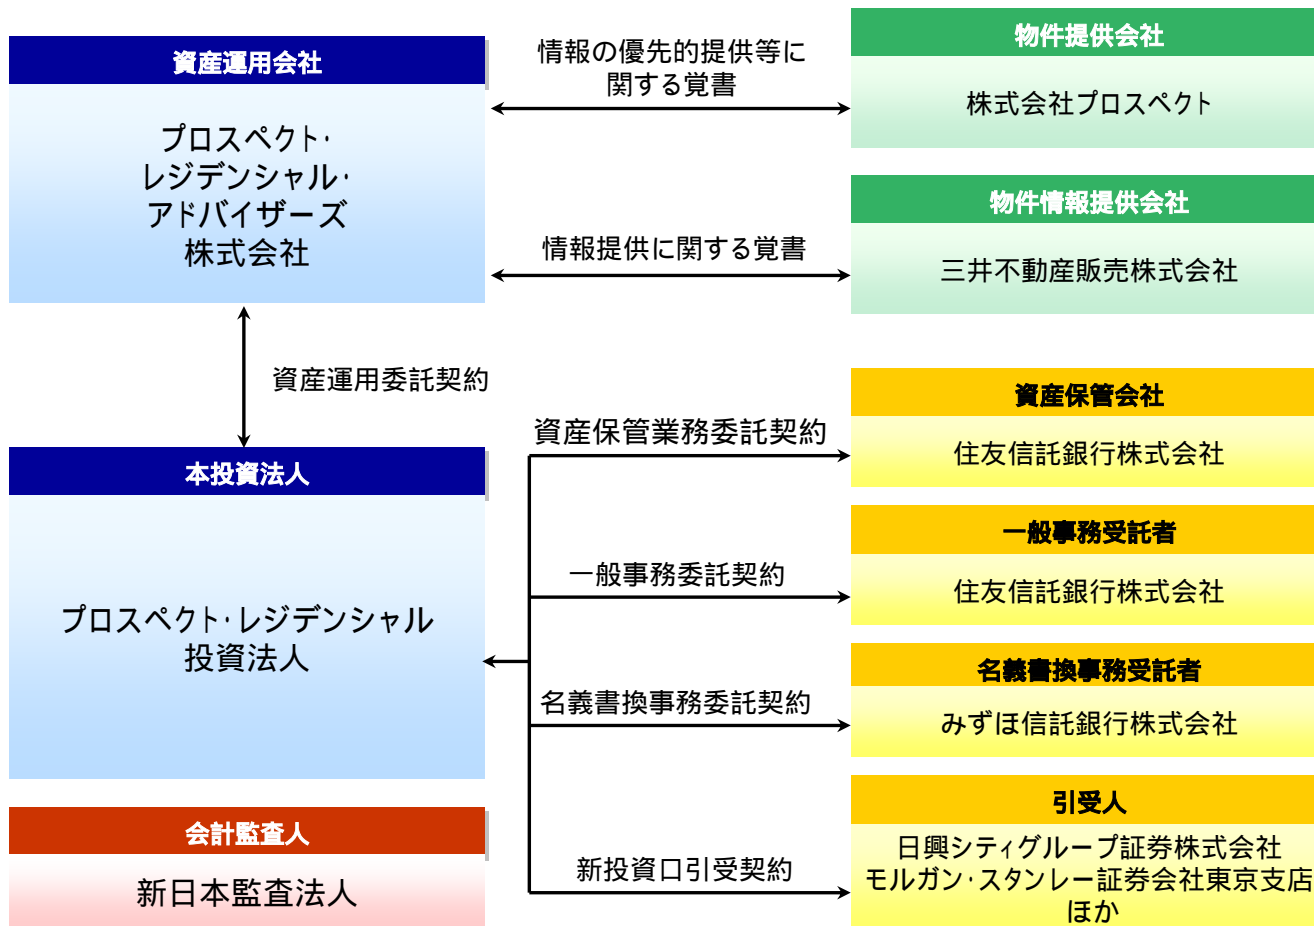 資産運用会社
プロスペクト・
レジデンシャル・
アドバイザーズ
株式会社
情報の優先的提供等に
関する覚書
物件提供会社
株式会社プロスペクト
情報提供に関する覚書
物件情報提供会社
三井不動産販売株式会社
資産運用委託契約
本投資法人
プロスペクト・レジデンシャル
投資法人
資産保管業務委託契約
資産保管会社
住友信託銀行株式会社
一般事務委託契約
一般事務受託者
住友信託銀行株式会社
名義書換事務委託契約
名義書換事務受託者
みずほ信託銀行株式会社
新投資口引受契約
引受人
日興シティグループ証券株式会社
モルガン・スタンレー証券会社東京支店
ほか
会計監査人
新日本監査法人